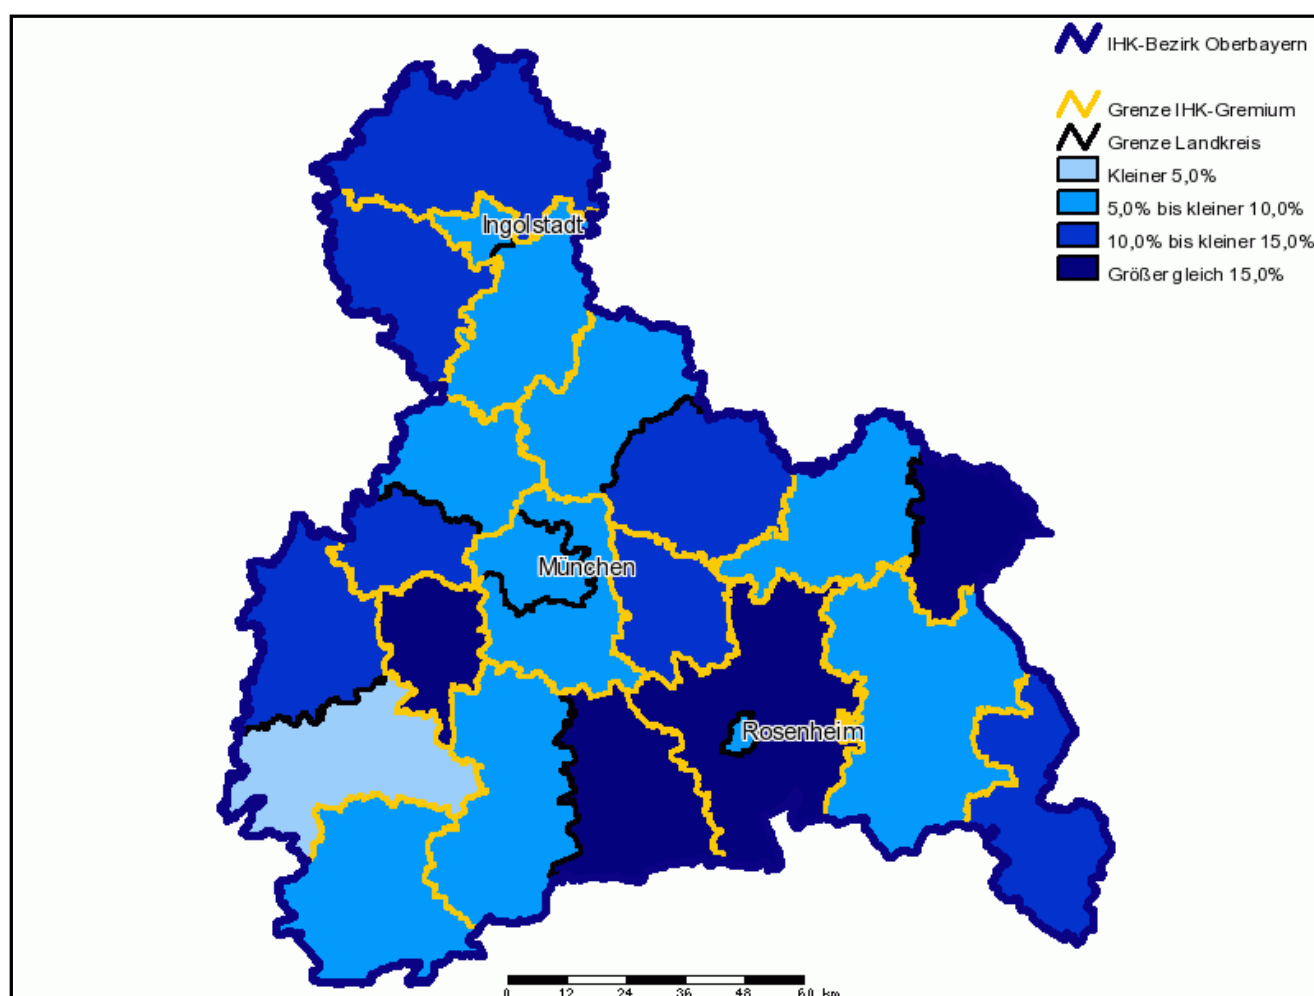 IHK-Bezirk Oberbayern
Grenze IHK-Gremium
Grenze Landkreis
Kleiner 5,0%
5,0% bis kleiner 10,0%
10,0% bis kleiner 15,0%
Größer gleich 15,0%
Ingolstadt
München
Rosenheim
0 12 24 36 48 60 km